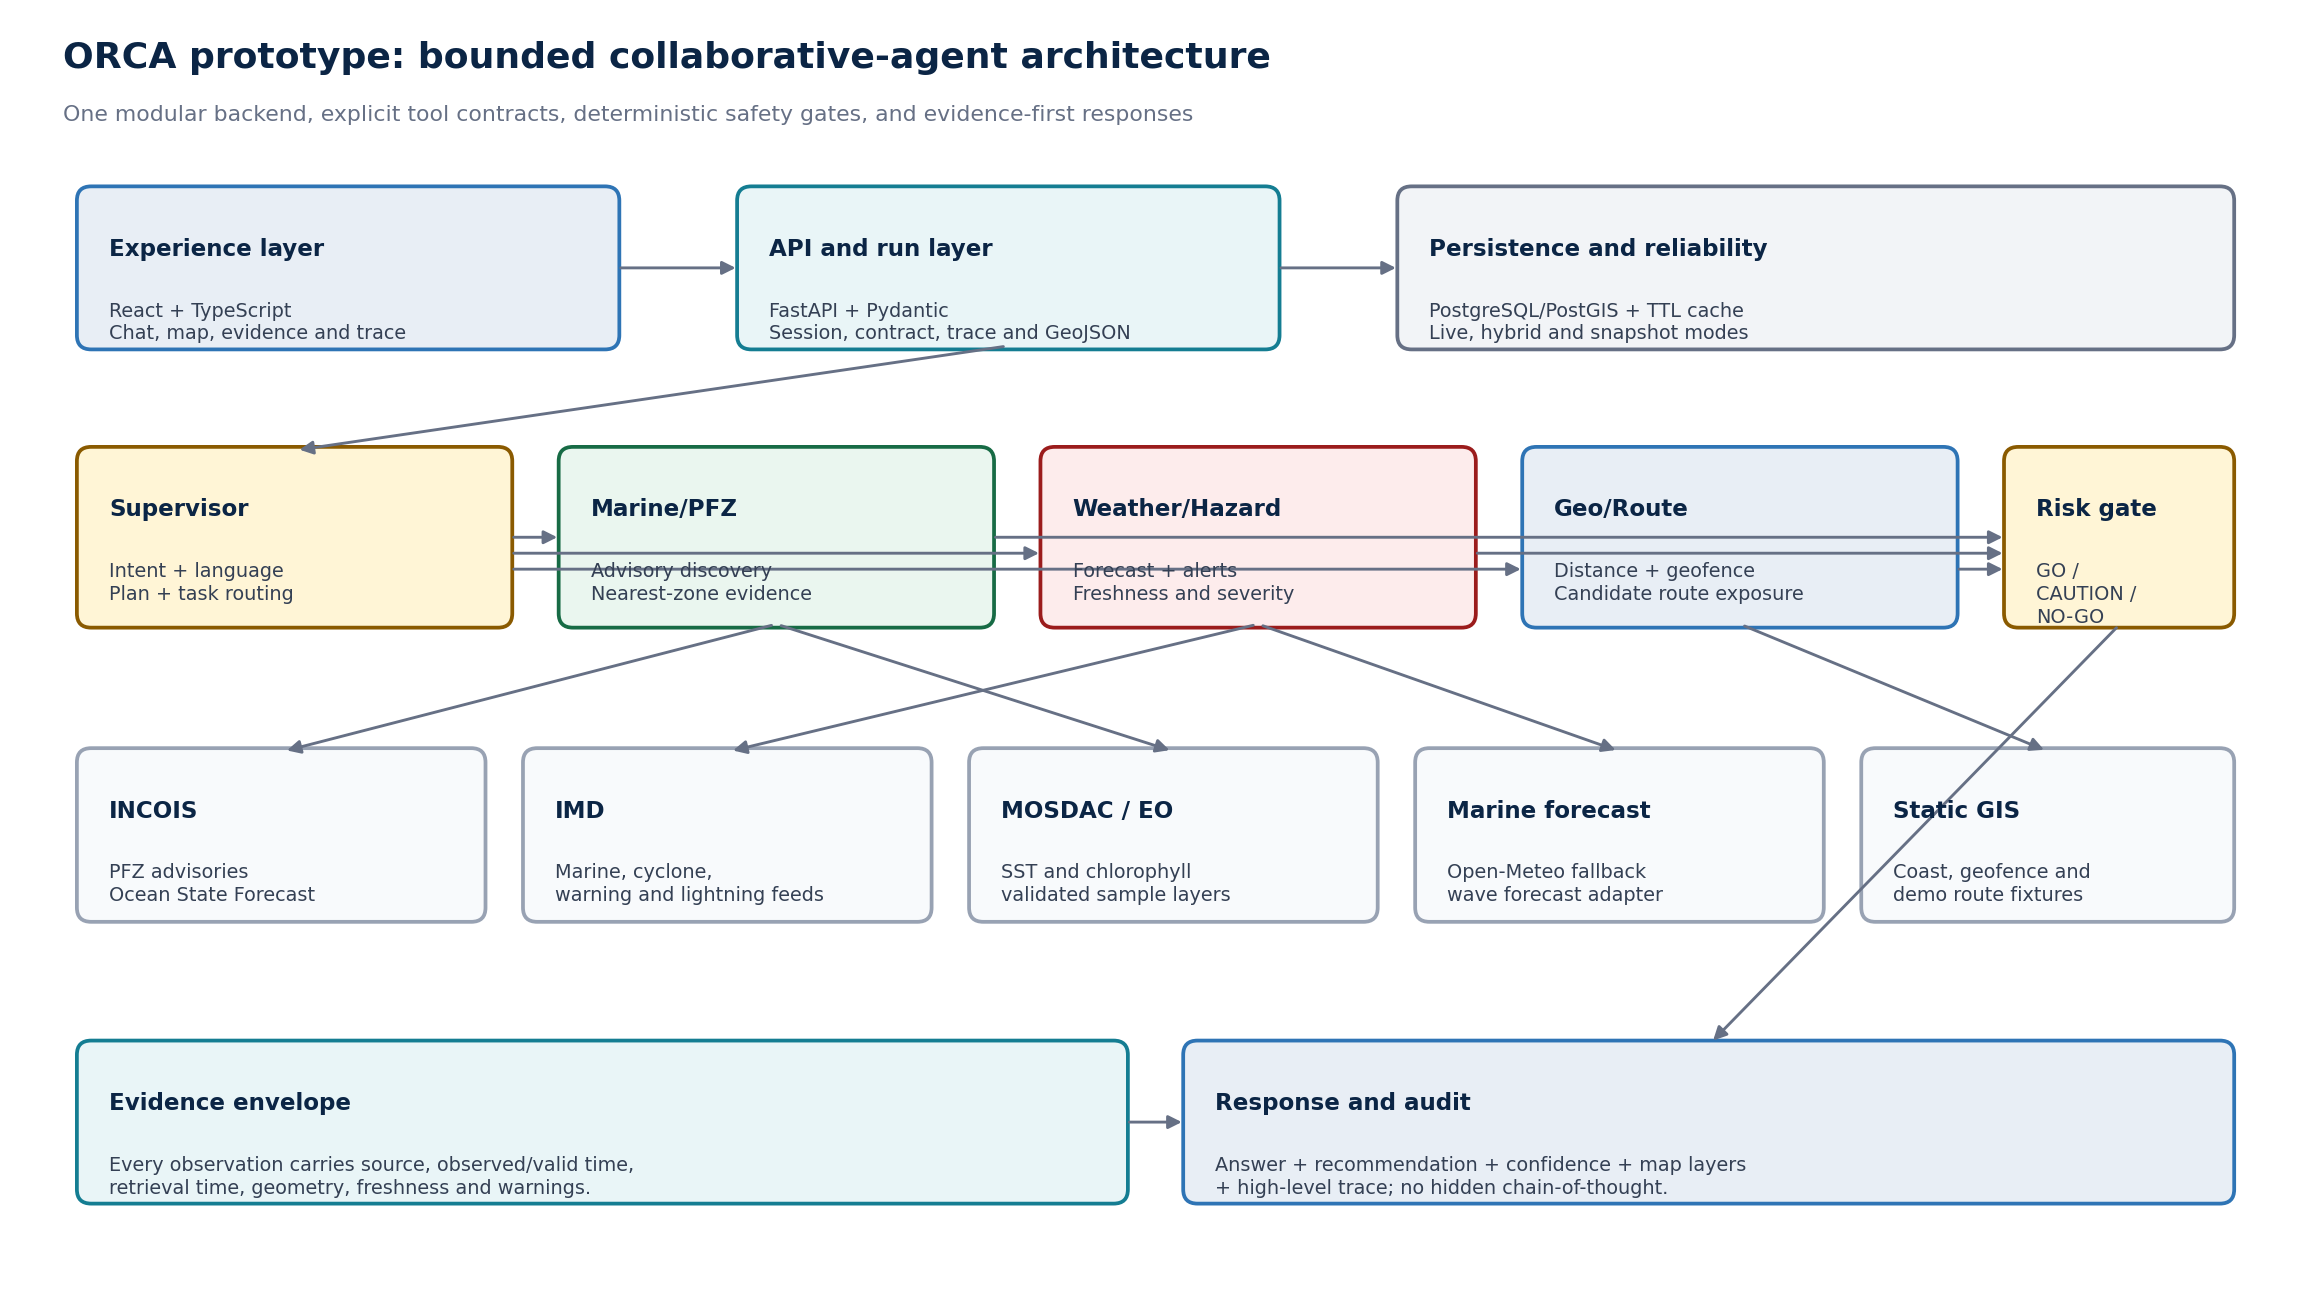 ORCA prototype: bounded collaborative-agent architecture
One modular backend, explicit tool contracts, deterministic safety gates, and evidence-first responses
Experience layer
React + TypeScript
Chat, map, evidence and trace
API and run layer
FastAPI + Pydantic
Session, contract, trace and GeoJSON
Persistence and reliability
PostgreSQL/PostGIS + TTL cache
Live, hybrid and snapshot modes
Supervisor
Intent + language
Plan + task routing
Marine/PFZ
Advisory discovery
Nearest-zone evidence
Weather/Hazard
Forecast + alerts
Freshness and severity
Geo/Route
Distance + geofence
Candidate route exposure
Risk gate
GO /
CAUTION /
NO-GO
INCOIS
PFZ advisories
Ocean State Forecast
IMD
Marine, cyclone,
warning and lightning feeds
MOSDAC / EO
SST and chlorophyll
validated sample layers
Marine forecast
Open-Meteo fallback
wave forecast adapter
Static GIS
Coast, geofence and
demo route fixtures
Evidence envelope
Every observation carries source, observed/valid time,
retrieval time, geometry, freshness and warnings.
Response and audit
Answer + recommendation + confidence + map layers
+ high-level trace; no hidden chain-of-thought.